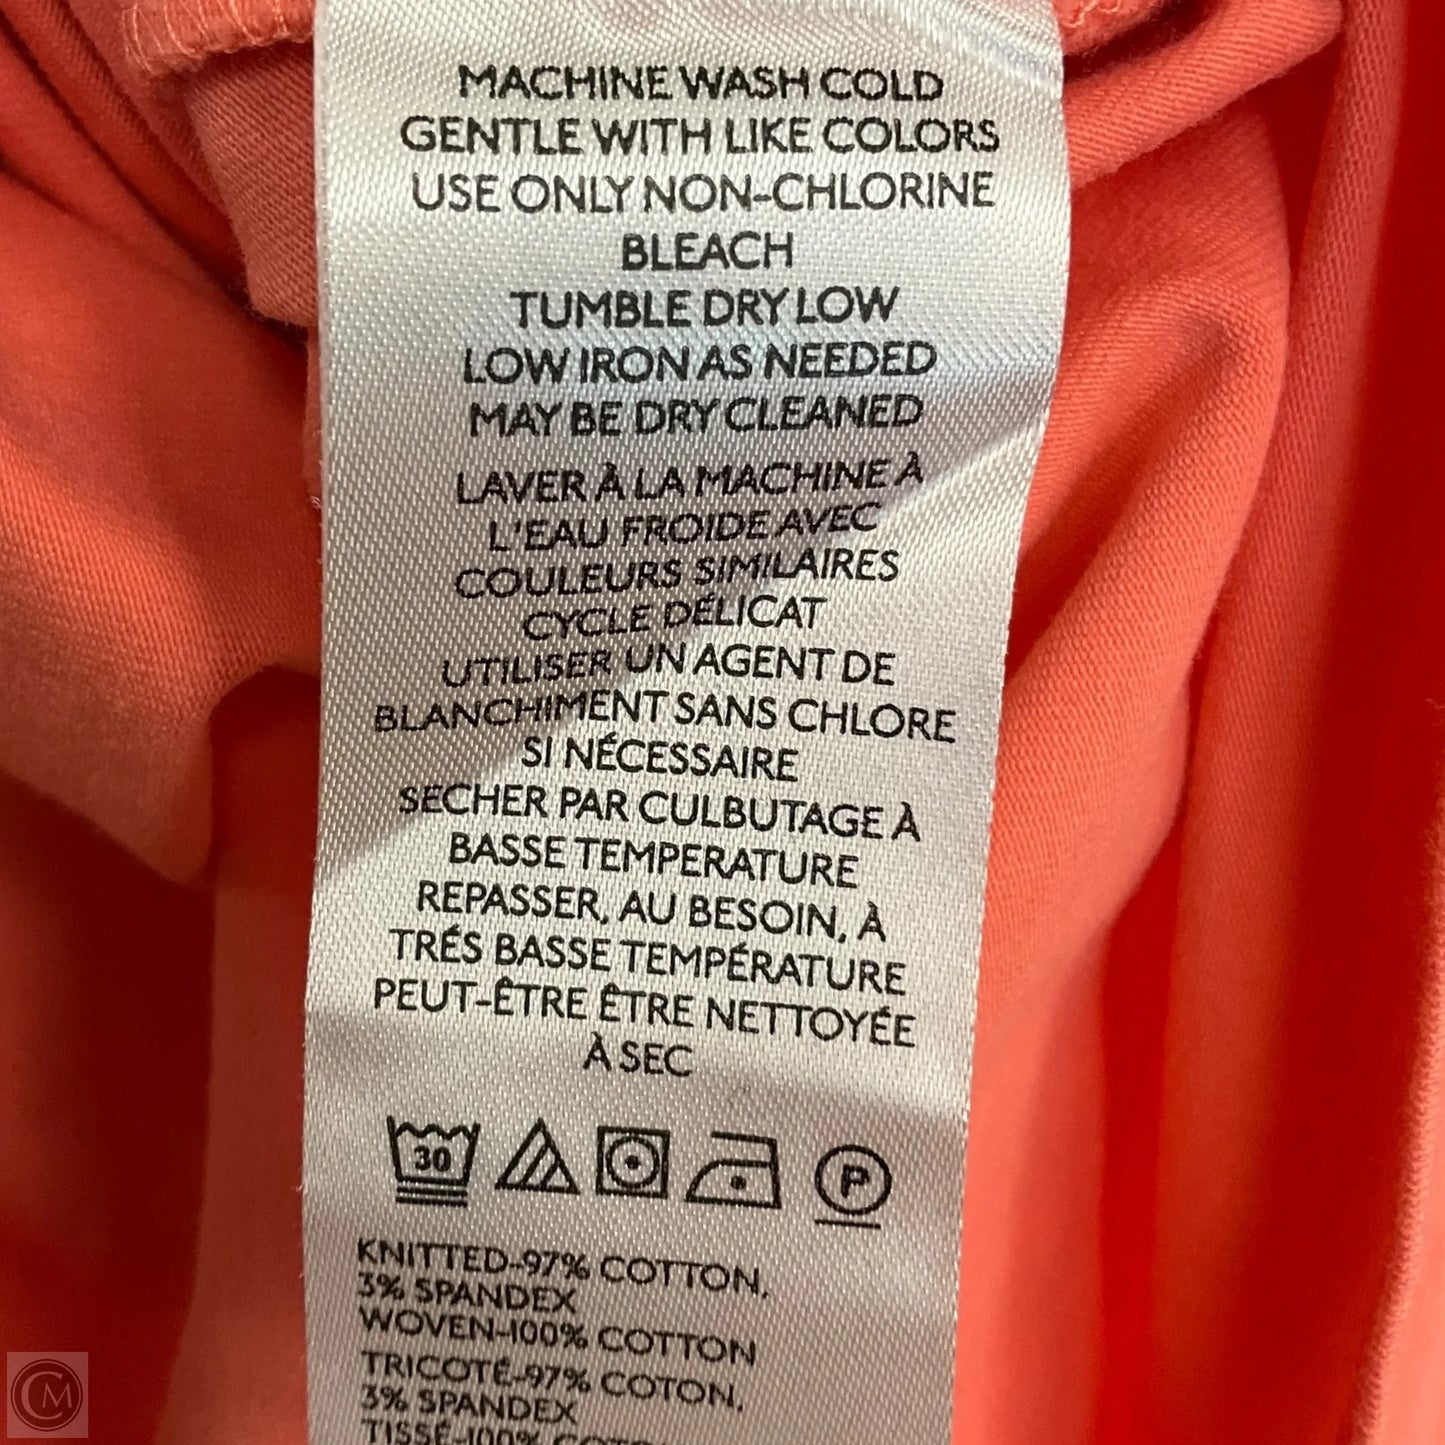 MACHINE WASH COLD
GENTLE WITH LIKE COLORS
USE ONLY NON-CHLORINE
BLEACH
TUMBLE DRY LOW
LOW IRON AS NEEDED
MAY BE DRY CLEANED
LAVER À LA MACHINE À
L'EAU FROIDE AVEC
COULEURS SIMILAIRES
CYCLE DÉLICAT
UTILISER UN AGENT DE
BLANCHIMENT SANS CHLORE
SI NÉCESSAIRE
SECHER PAR CULBUTAGE À
BASSE TEMPERATURE
REPASSER, AU BESOIN, À
TRÉS BASSE TEMPÉRATURE
PEUT-ÊTRE ÊTRE NETTOYÉE
À SEC
30 P
KNITTED-97% COTTON,
3% SPANDEX
WOVEN-100% COTTON
TRICOTÉ-97% COTON,
3% SPANDEX
TISSÉ-100%
CM